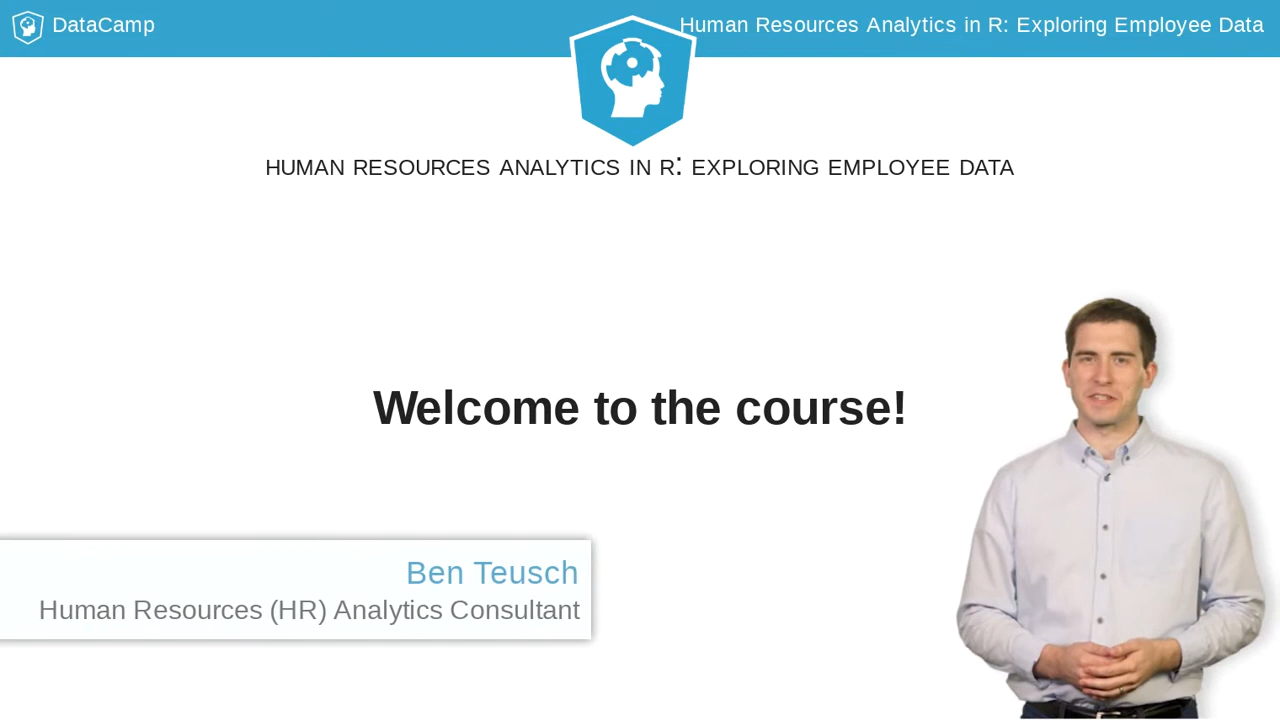 DataCamp
Human Resources Analytics in R: Exploring Employee Data
HUMAN RESOURCES ANALYTICS IN R: EXPLORING EMPLOYEE DATA
Welcome to the course!
Ben Teusch
Human Resources (HR) Analytics Consultant